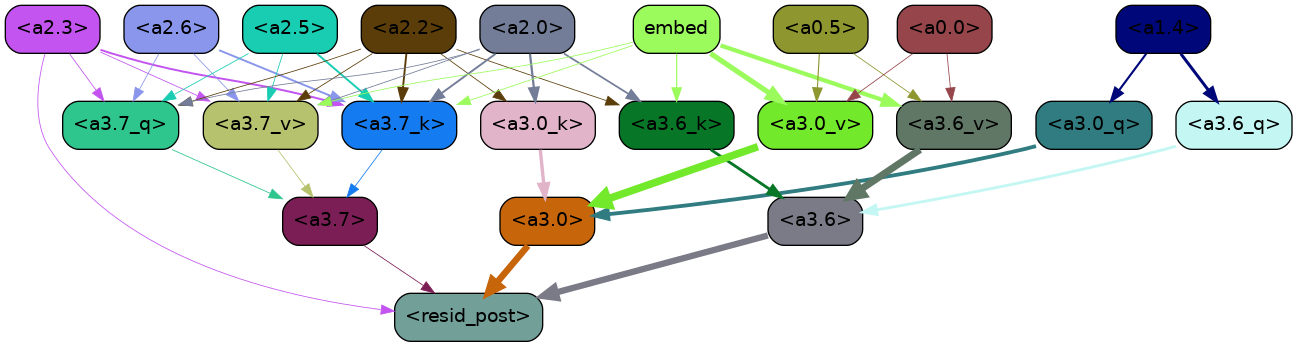 <a2.3> <a2.6> <a2.5> <a2.2> <a2.0> embed <a0.5> <a0.0> <a1.4>
<a3.7_q> <a3.7_v> <a3.7_k> <a3.0_k> <a3.6_k> <a3.0_v> <a3.6_v> <a3.0_q> <a3.6_q>
<a3.7> <a3.0> <a3.6>
<resid_post>